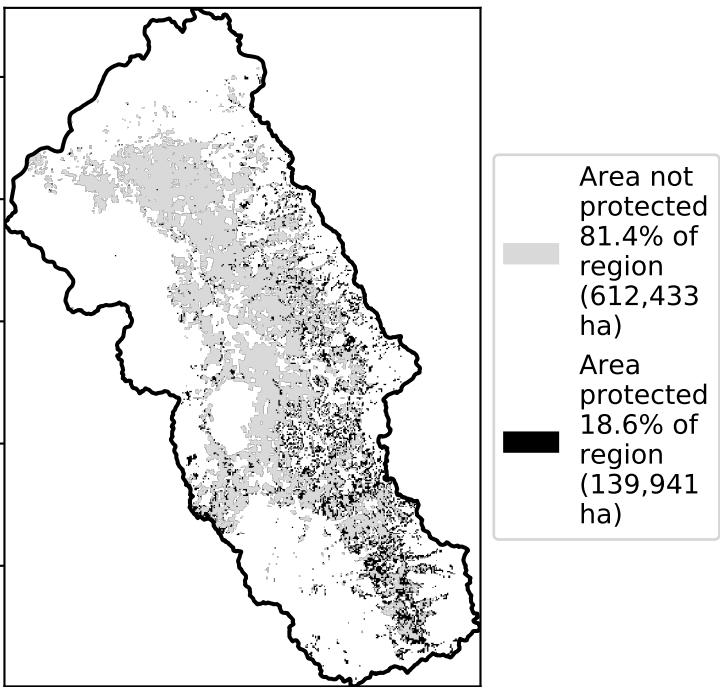 Area not
protected
81.4% of
region
(612,433
ha)
Area
protected
18.6% of
region
(139,941
ha)